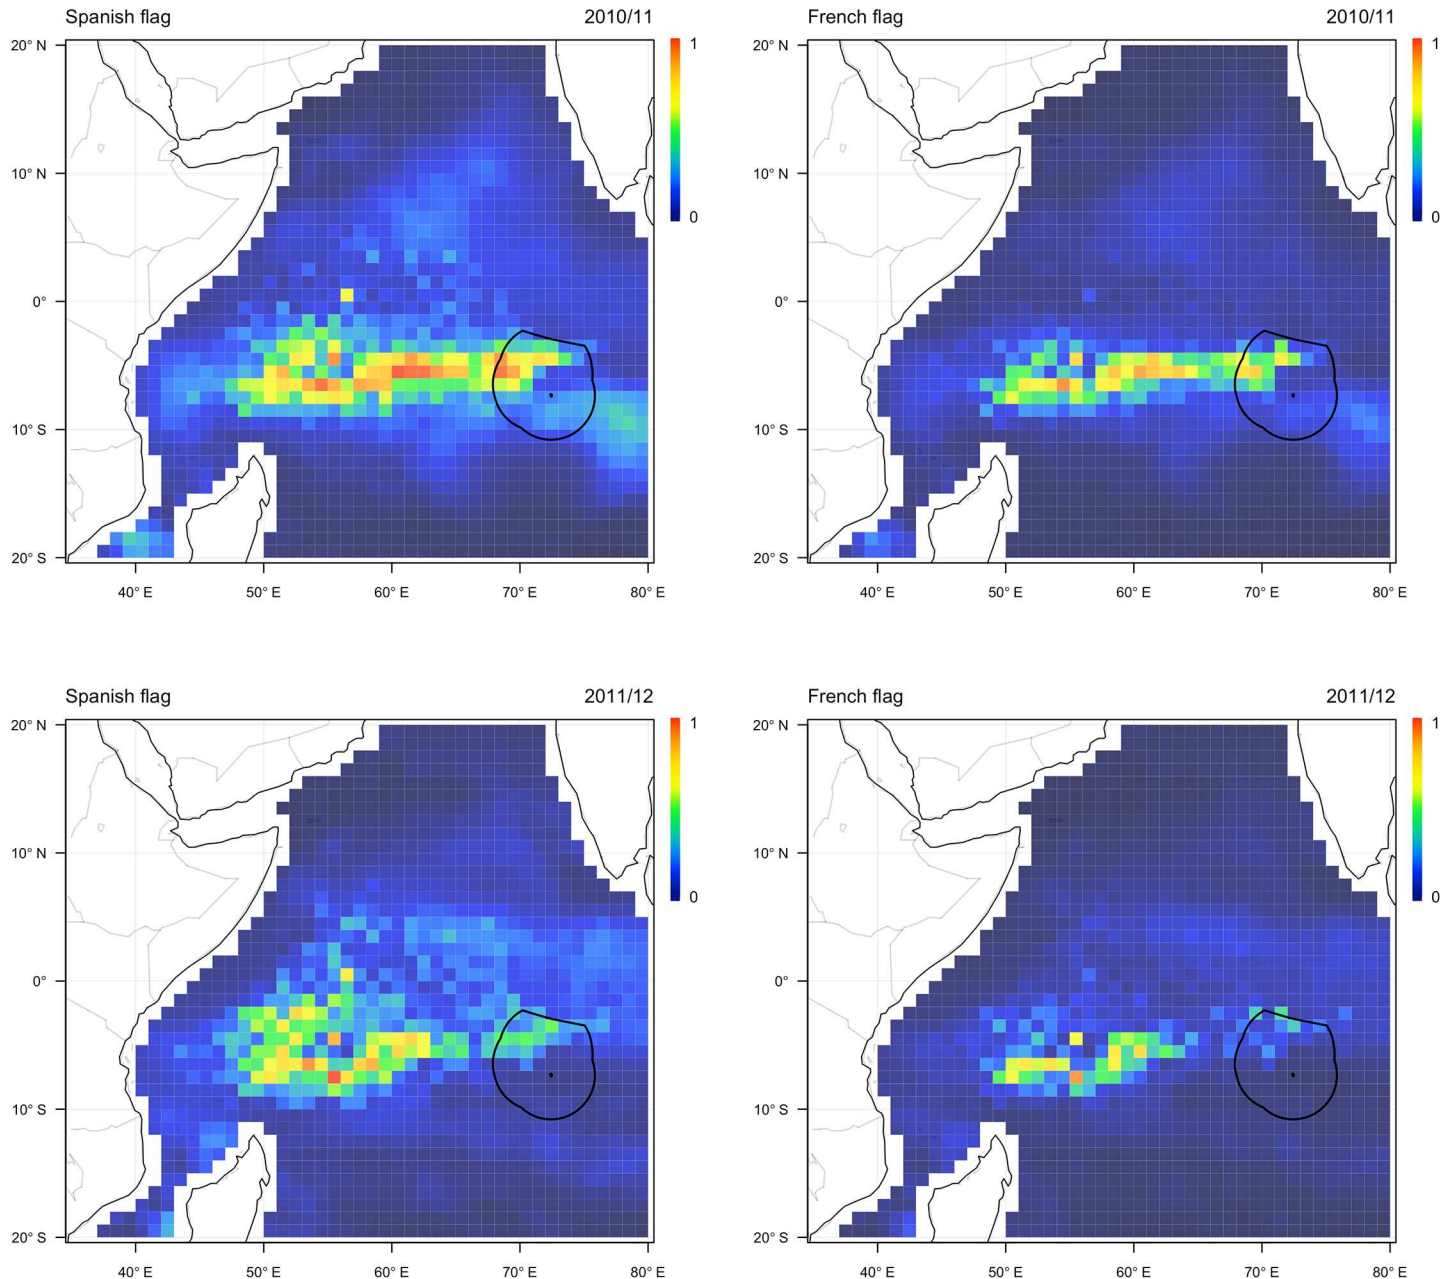 Spanish flag 2010/11 French flag 2010/11
20° N 1 20° N 1
10° N 0 10° N 0
0° 0°
10° S 10° S
20° S 20° S
40° E 50° E 60° E 70° E 80° E 40° E 50° E 60° E 70° E 80° E
Spanish flag 2011/12 French flag 2011/12
20° N 1 20° N 1
10° N 0 10° N 0
0° 0°
10° S 10° S
20° S 20° S
40° E 50° E 60° E 70° E 80° E 40° E 50° E 60° E 70° E 80° E